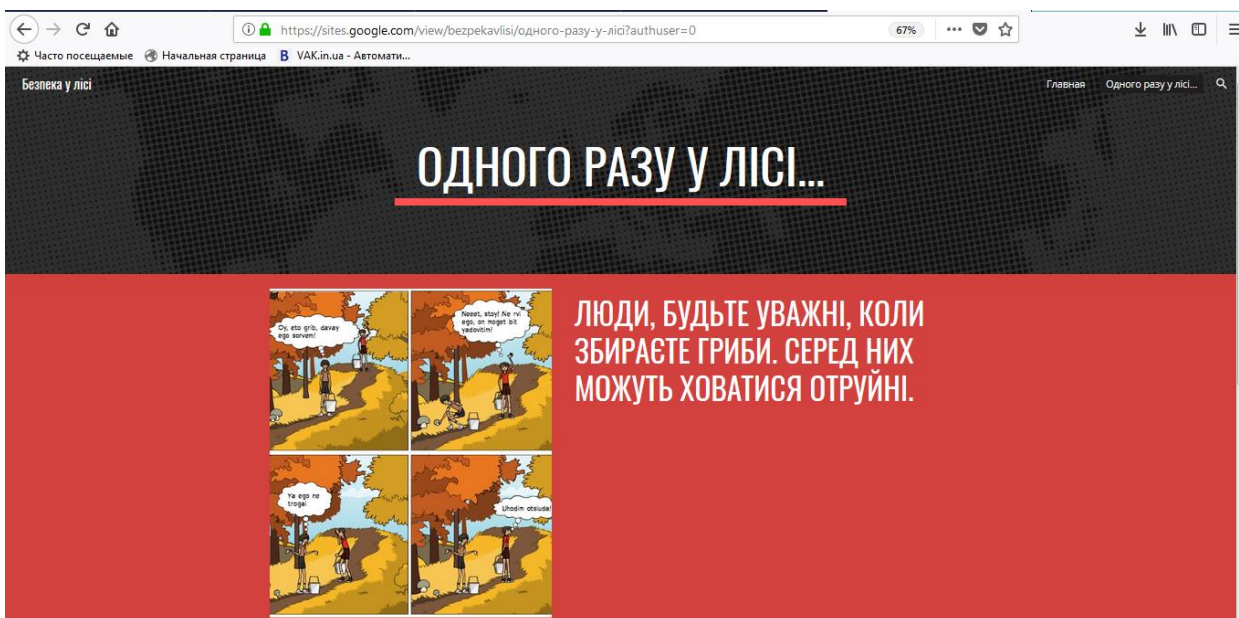 https://sites.google.com/view/bezpekavlisi/одного-разу-у-лісі?authuser=0
67%
Часто посещаемые Начальная страница B VAK.in.ua - Автомати...
Безпека у лісі
Главная Одного разу у лісі...
ОДНОГО РАЗУ У ЛІСІ...
Oy, eto grib, davay
ego sorvem!
Neeet, stoy! Ne rvi
ego, on moget bit
yadovitim!
Ya ego ne
trogal
Uhodim otsiuda!
ЛЮДИ, БУДЬТЕ УВАЖНІ, КОЛИ
ЗБИРАЄТЕ ГРИБИ. СЕРЕД НИХ
МОЖУТЬ ХОВАТИСЯ ОТРУЙНІ.